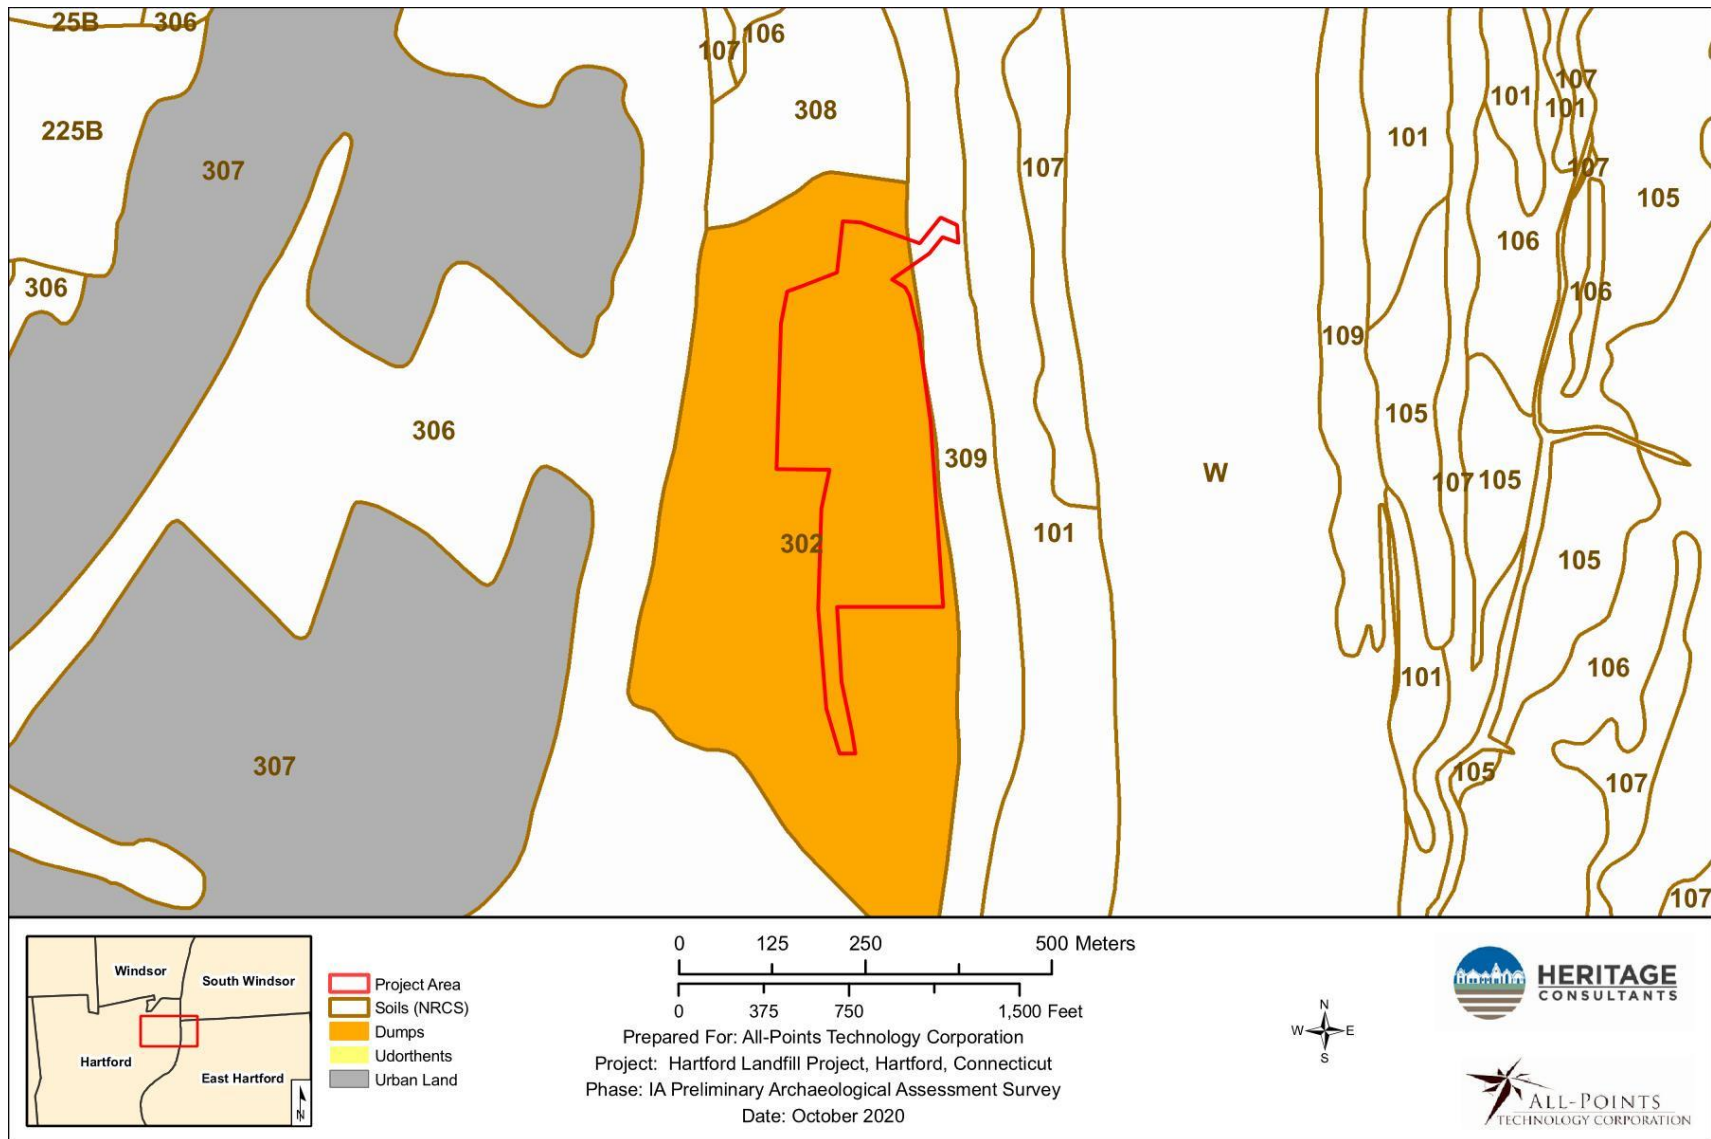 25B
306
107
106
107
101
101
101
308
225B
307
107
107
105
306
106
106
109
306
105
309
W
107
105
302
101
105
106
101
307
105
107
107
Windsor
South Windsor
Hartford
East Hartford
N
Project Area
Soils (NRCS)
Dumps
Udorthents
Urban Land
0 125 250 500 Meters
0 375 750 1,500 Feet
Prepared For: All-Points Technology Corporation
Project: Hartford Landfill Project, Hartford, Connecticut
Phase: IA Preliminary Archaeological Assessment Survey
Date: October 2020
N
W E
S
HERITAGE
CONSULTANTS
ALL-POINTS
TECHNOLOGY CORPORATION